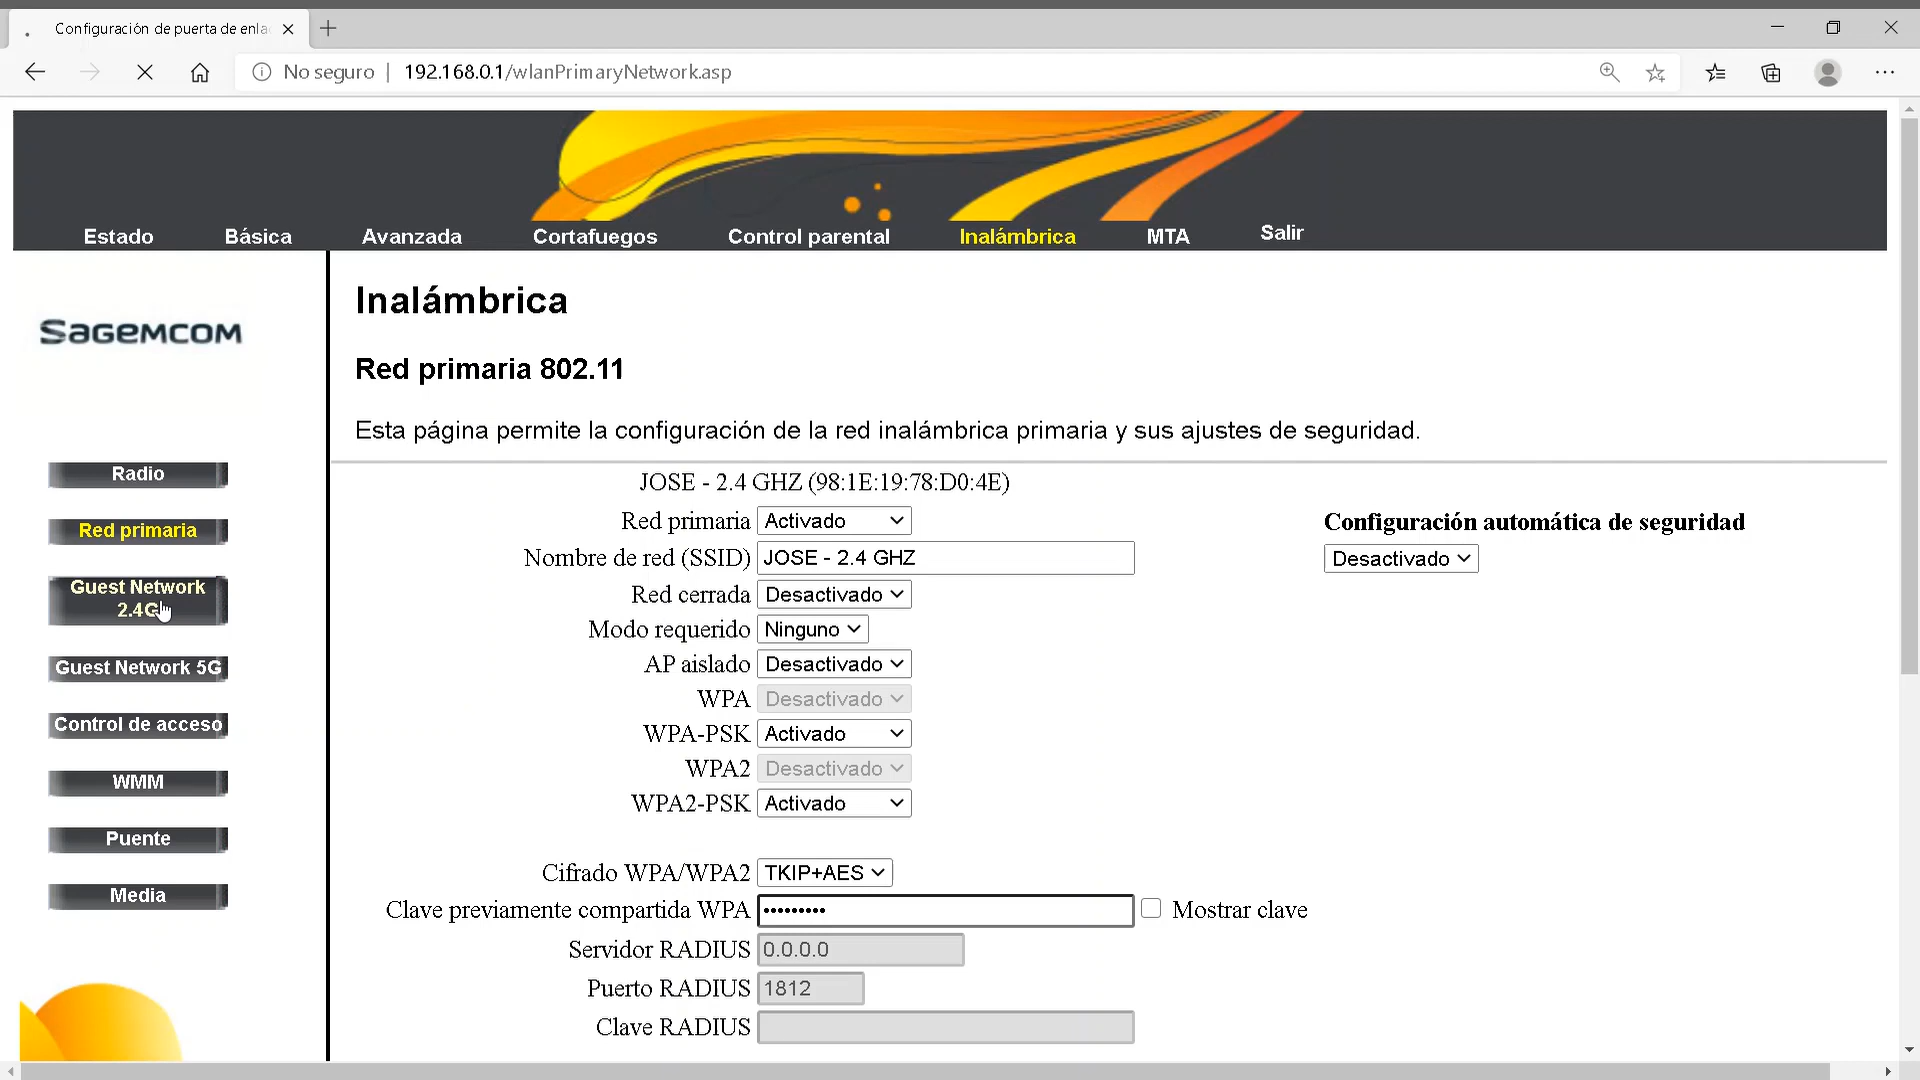 Configuración de puerta de enla
No seguro | 192.168.0.1/wlanPrimaryNetwork.asp
Estado Básica Avanzada Cortafuegos Control parental Inalámbrica MTA Salir
SAGEMCOM
Radio
Red primaria
Guest Network
2.4G
Guest Network 5G
Control de acceso
WMM
Puente
Media
Inalámbrica
Red primaria 802.11
Esta página permite la configuración de la red inalámbrica primaria y sus ajustes de seguridad.
JOSE - 2.4 GHZ (98:1E:19:78:D0:4E)
Red primaria Activado
Nombre de red (SSID) JOSE - 2.4 GHZ
Red cerrada Desactivado
Modo requerido Ninguno
AP aislado Desactivado
WPA Desactivado
WPA-PSK Activado
WPA2 Desactivado
WPA2-PSK Activado
Cifrado WPA/WPA2 TKIP+AES
Clave previamente compartida WPA ••••••••• Mostrar clave
Servidor RADIUS 0.0.0.0
Puerto RADIUS 1812
Clave RADIUS
Configuración automática de seguridad
Desactivado